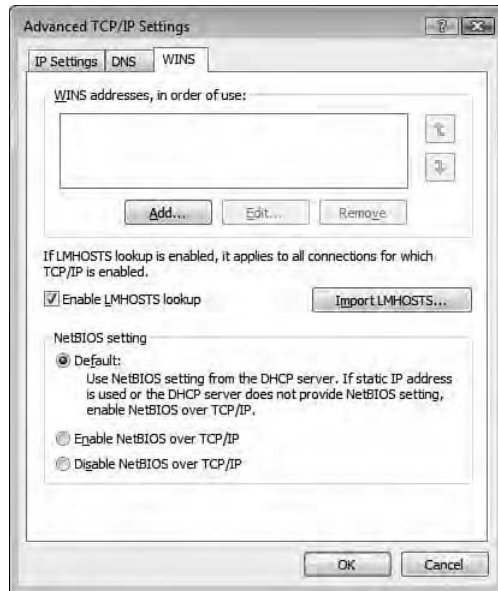 Advanced TCP/IP Settings
IP Settings DNS WINS
WINS addresses, in order of use:
Add... Edit... Remove
If LMHOSTS lookup is enabled, it applies to all connections for which
TCP/IP is enabled.
Enable LMHOSTS lookup Import LMHOSTS...
NetBIOS setting
Default:
Use NetBIOS setting from the DHCP server. If static IP address
is used or the DHCP server does not provide NetBIOS setting,
enable NetBIOS over TCP/IP.
Enable NetBIOS over TCP/IP
Disable NetBIOS over TCP/IP
OK Cancel